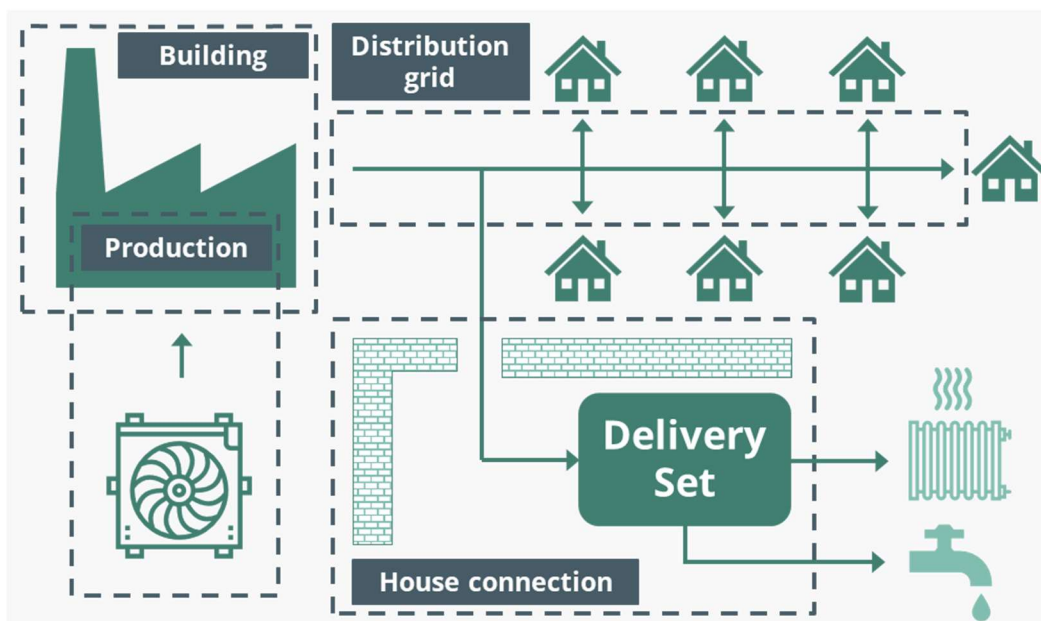 Building
Distribution
grid
Production
Delivery
Set
House connection